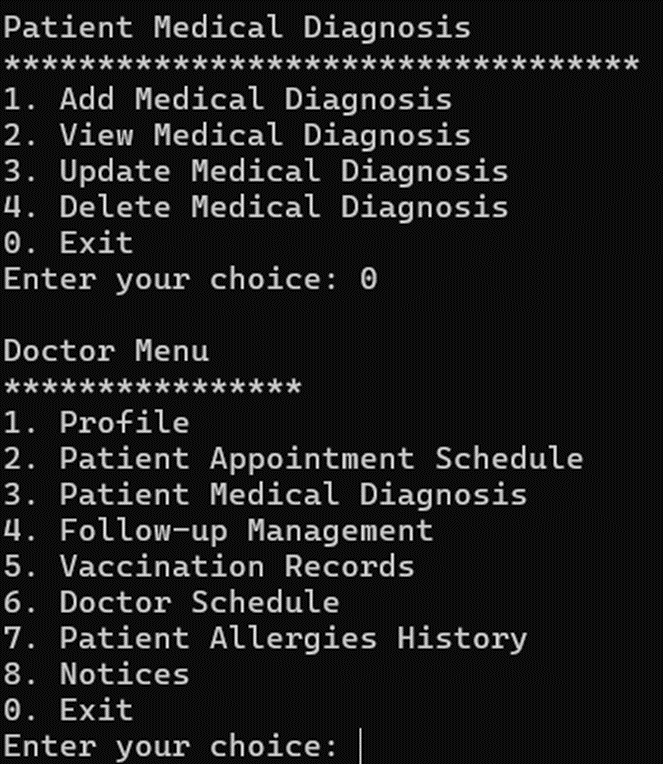 Patient Medical Diagnosis
**********************************
1. Add Medical Diagnosis
2. View Medical Diagnosis
3. Update Medical Diagnosis
4. Delete Medical Diagnosis
0. Exit
Enter your choice: 0
Doctor Menu
****************
1. Profile
2. Patient Appointment Schedule
3. Patient Medical Diagnosis
4. Follow-up Management
5. Vaccination Records
6. Doctor Schedule
7. Patient Allergies History
8. Notices
0. Exit
Enter your choice: